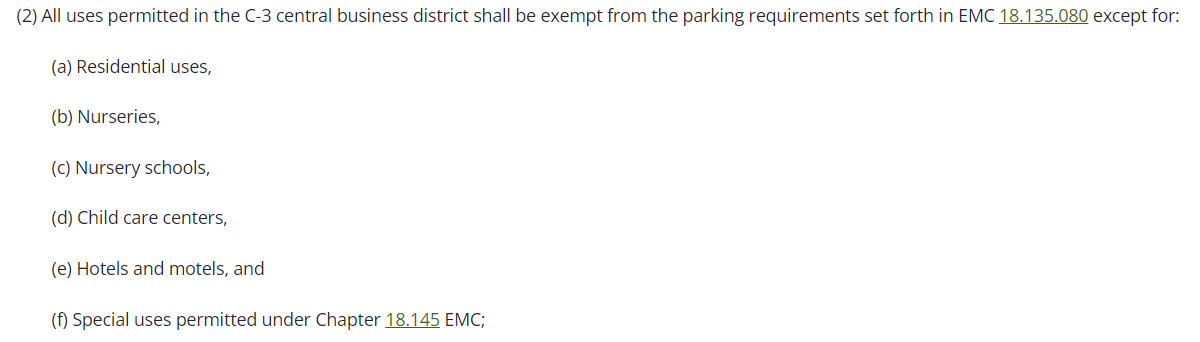 (2) All uses permitted in the C-3 central business district shall be exempt from the parking requirements set forth in EMC 18.135.080 except for:
(a) Residential uses,
(b) Nurseries,
(c) Nursery schools,
(d) Child care centers,
(e) Hotels and motels, and
(f) Special uses permitted under Chapter 18.145 EMC;